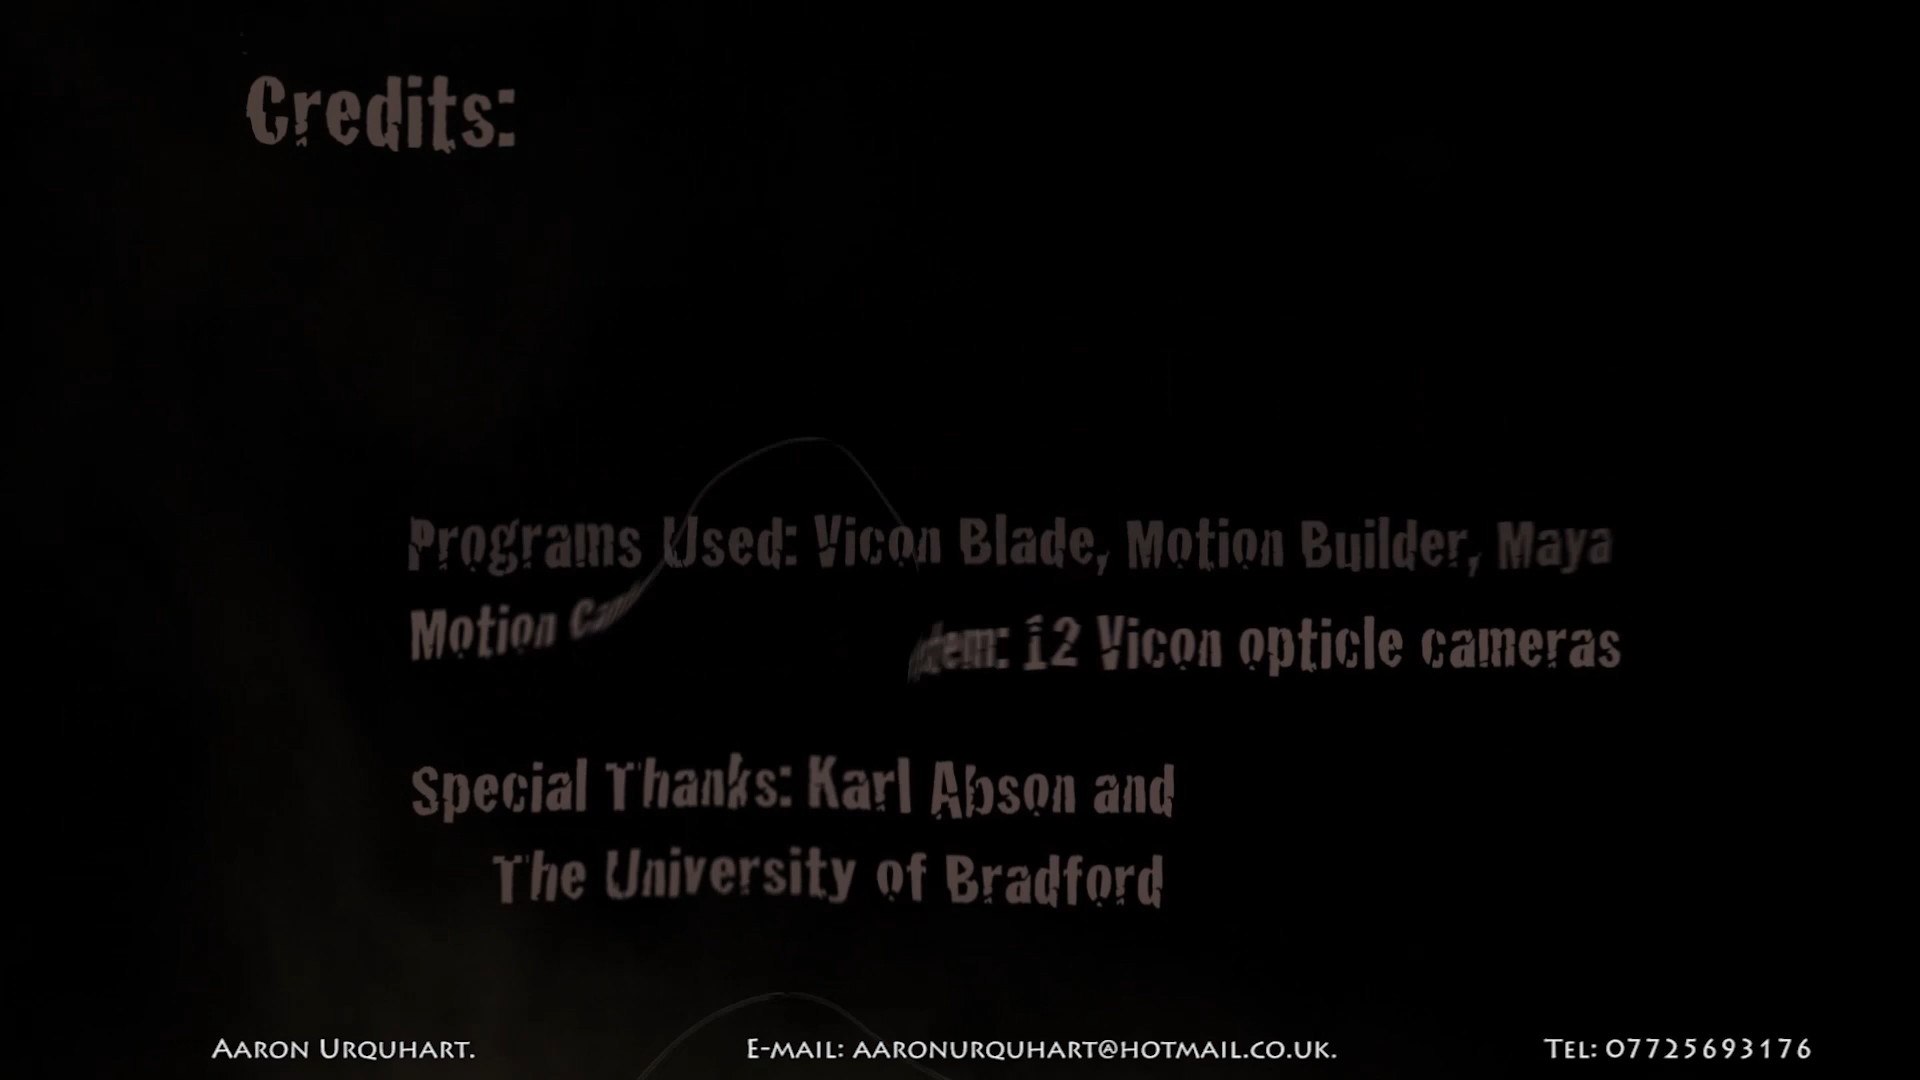 Credits:
Programs Used: Vicon Blade, Motion Builder, Maya
Motion 12 Vicon opticle cameras
Special Thanks: Karl Abson and
The University of Bradford
Aaron Urquhart. E-mail: aaronurquhart@hotmail.co.uk. Tel: 07725693176